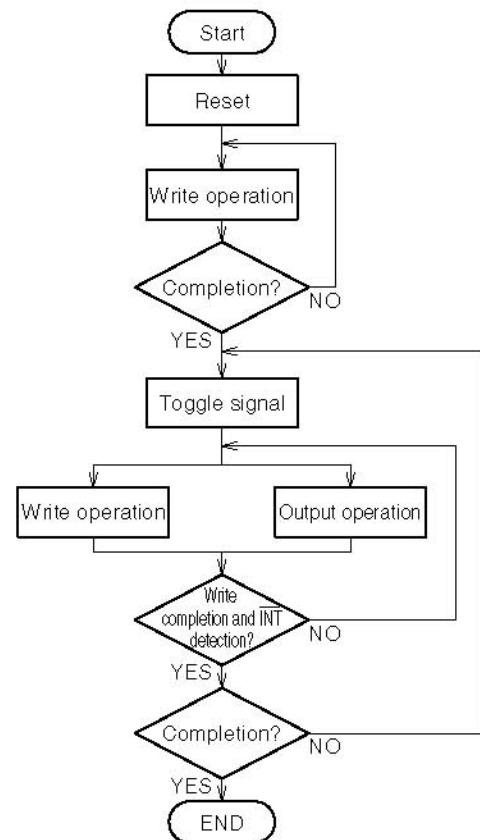 Start
Reset
Write operation
Completion?
NO
YES
Toggle signal
Write operation
Output operation
Write
completion and I̅N̅T̅
detection?
NO
YES
Completion?
NO
YES
END